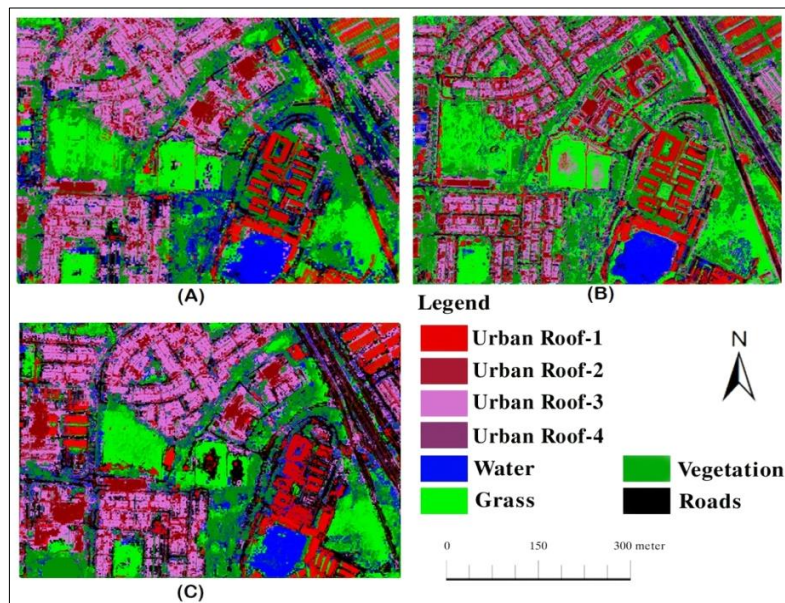 (A)
(B)
Legend
Urban Roof-1
Urban Roof-2
Urban Roof-3
Urban Roof-4
Water
Grass
Vegetation
Roads
N
0 150 300 meter
(C)